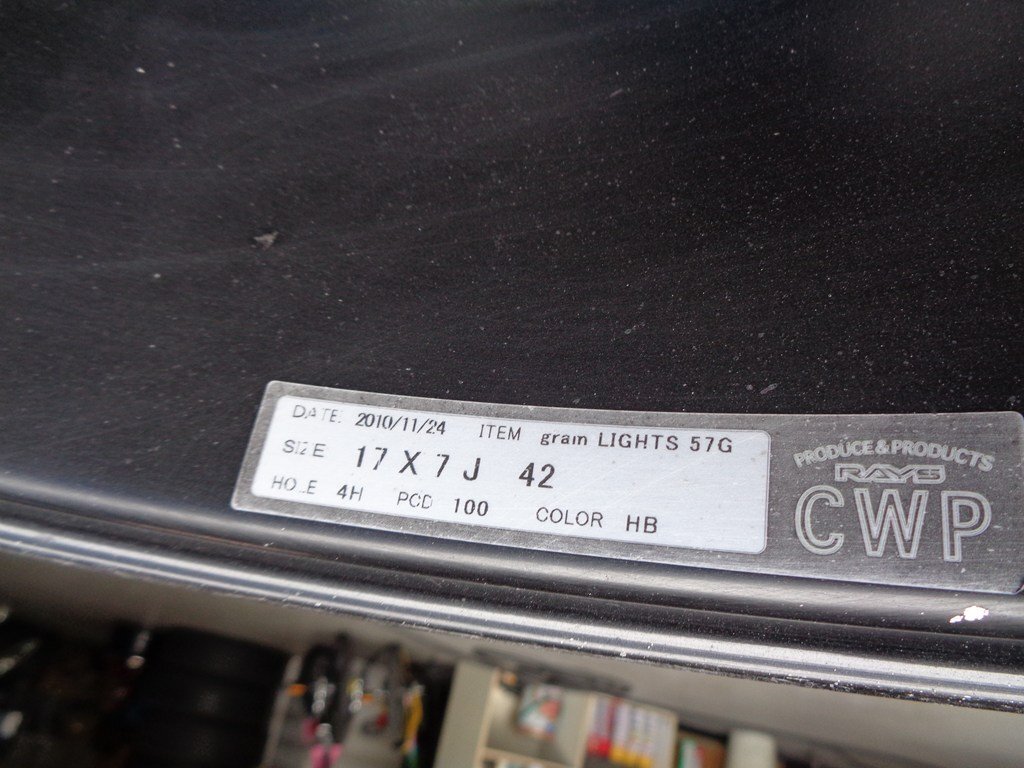 DATE 2010/11/24 ITEM gram LIGHTS 57G
SIZE 17 X 7 J 42
HOLE 4H PCD 100 COLOR HB
PRODUCE & PRODUCTS
RAYS
CWP